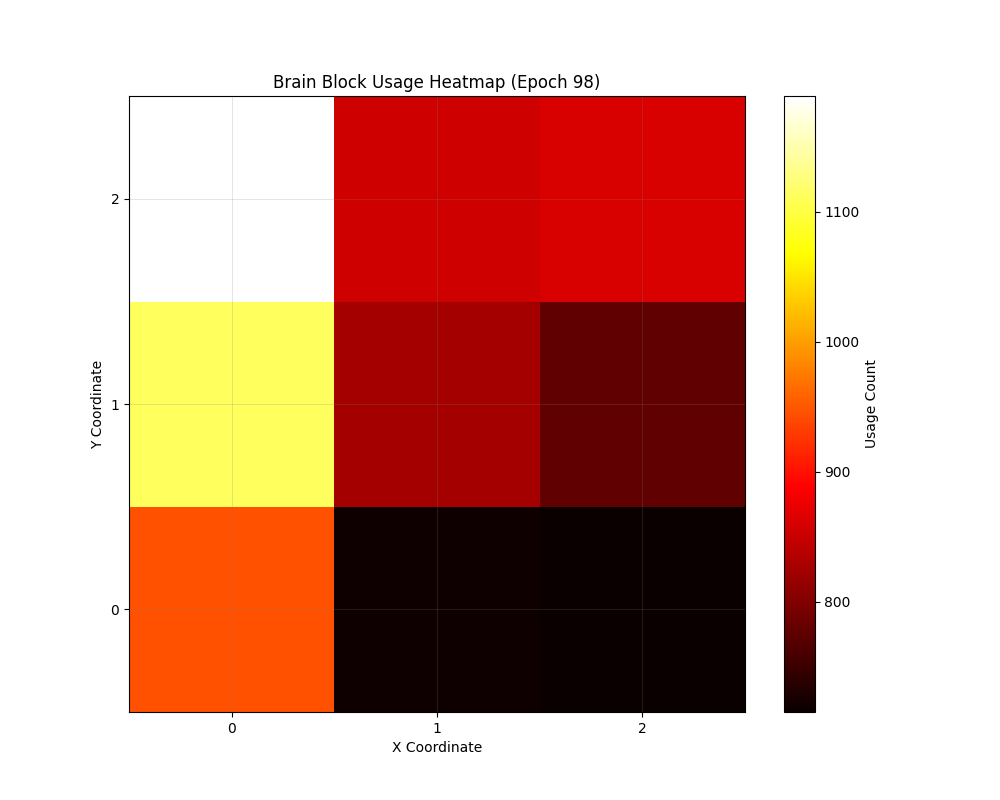 Brain Block Usage Heatmap (Epoch 98)
2
1
0
Y Coordinate
0 1 2
X Coordinate
1100
1000
900
800
Usage Count